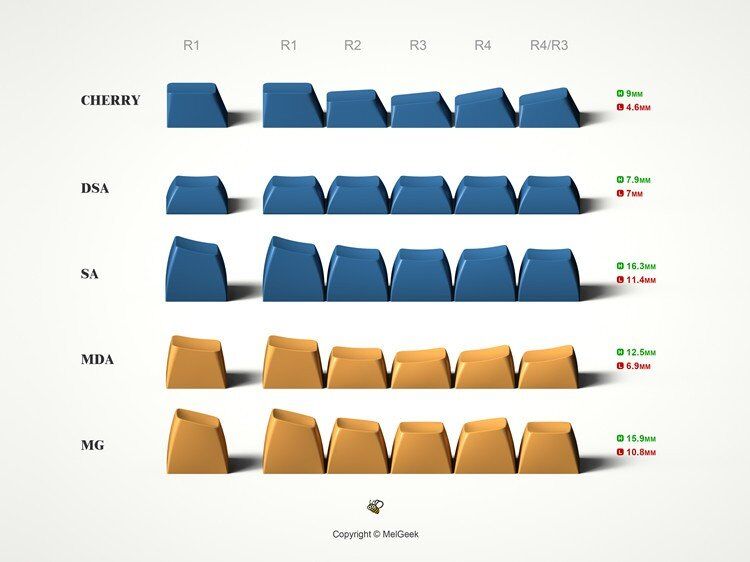 R1 R1 R2 R3 R4 R4/R3
CHERRY
H 9MM
L 4.6MM
DSA
H 7.9MM
L 7MM
SA
H 16.3MM
L 11.4MM
MDA
H 12.5MM
L 6.9MM
MG
H 15.9MM
L 10.8MM
Copyright © MelGeek